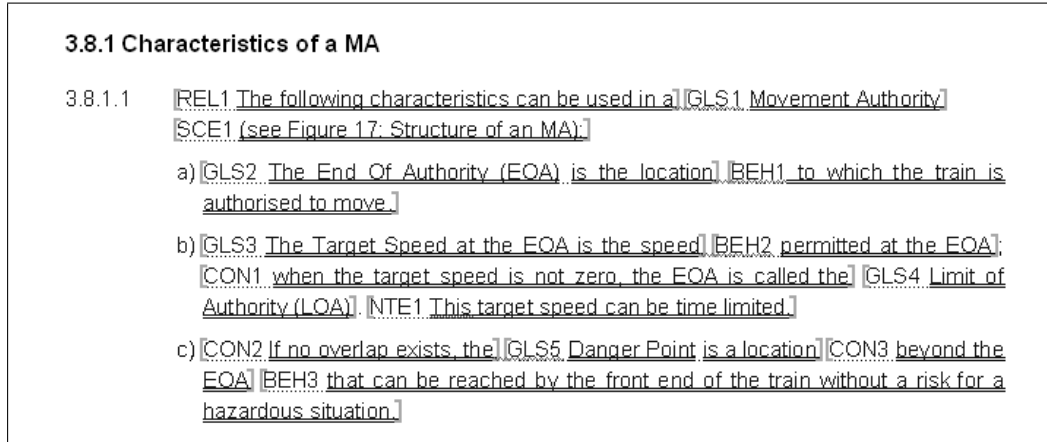 3.8.1 Characteristics of a MA
3.8.1.1 [REL1 The following characteristics can be used in a] [GLS1 Movement Authority]
[SCE1 (see Figure 17: Structure of an MA):]
a) [GLS2 The End Of Authority (EOA) is the location] [BEH1 to which the train is
authorised to move.]
b) [GLS3 The Target Speed at the EOA is the speed] [BEH2 permitted at the EOA];
[CON1 when the target speed is not zero, the EOA is called the] [GLS4 Limit of
Authority (LOA)]. [NTE1 This target speed can be time limited.]
c) [CON2 If no overlap exists, the] [GLS5 Danger Point is a location] [CON3 beyond the
EOA] [BEH3 that can be reached by the front end of the train without a risk for a
hazardous situation.]